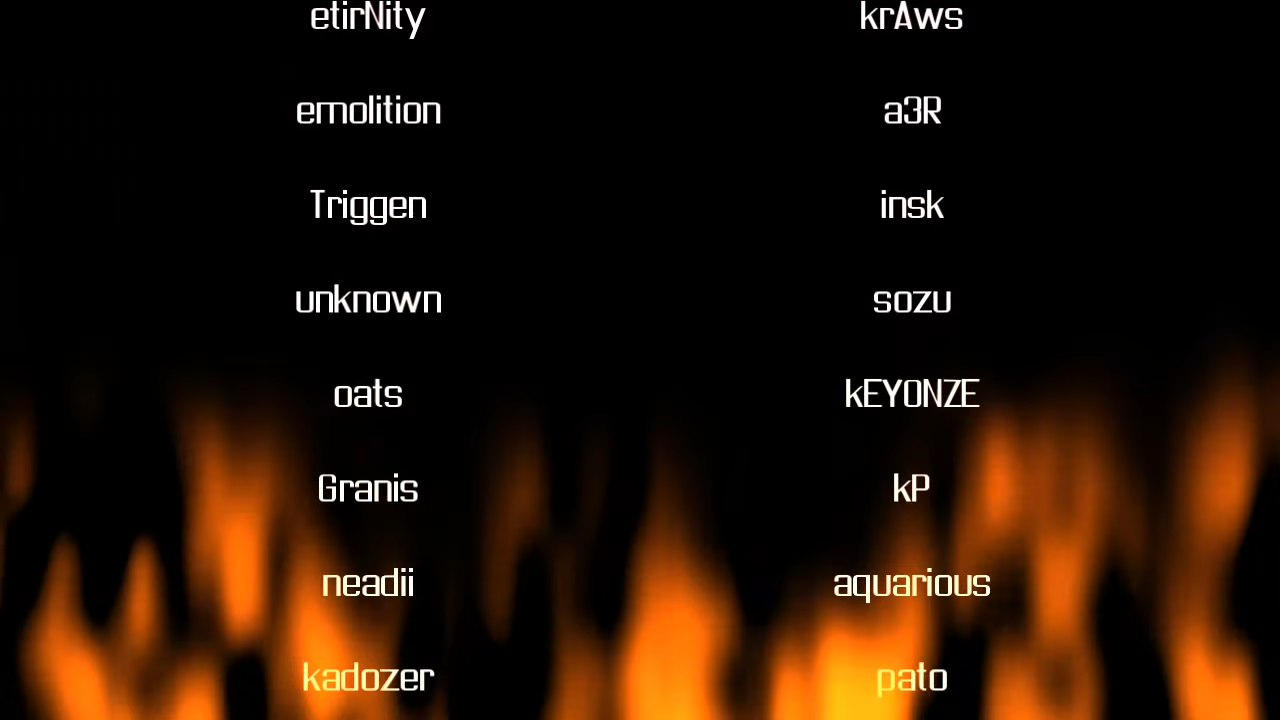 etirNity krAws
emolition a3R
Triggen insk
unknown sozu
oats kEYONZE
Granis kP
neadii aquarious
kadozer pato